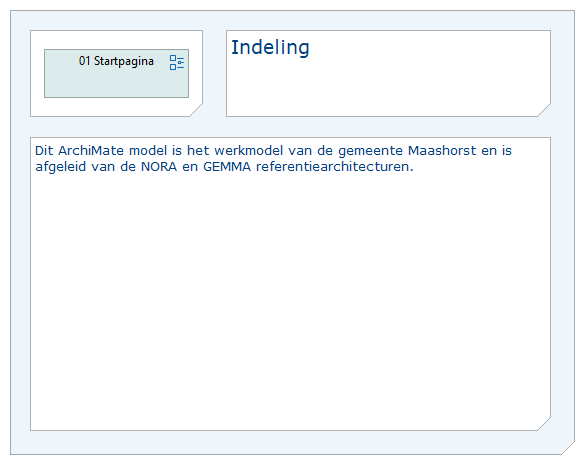 01 Startpagina
Indeling
Dit ArchiMate model is het werkmodel van de gemeente Maashorst en is
afgeleid van de NORA en GEMMA referentiearchitecturen.